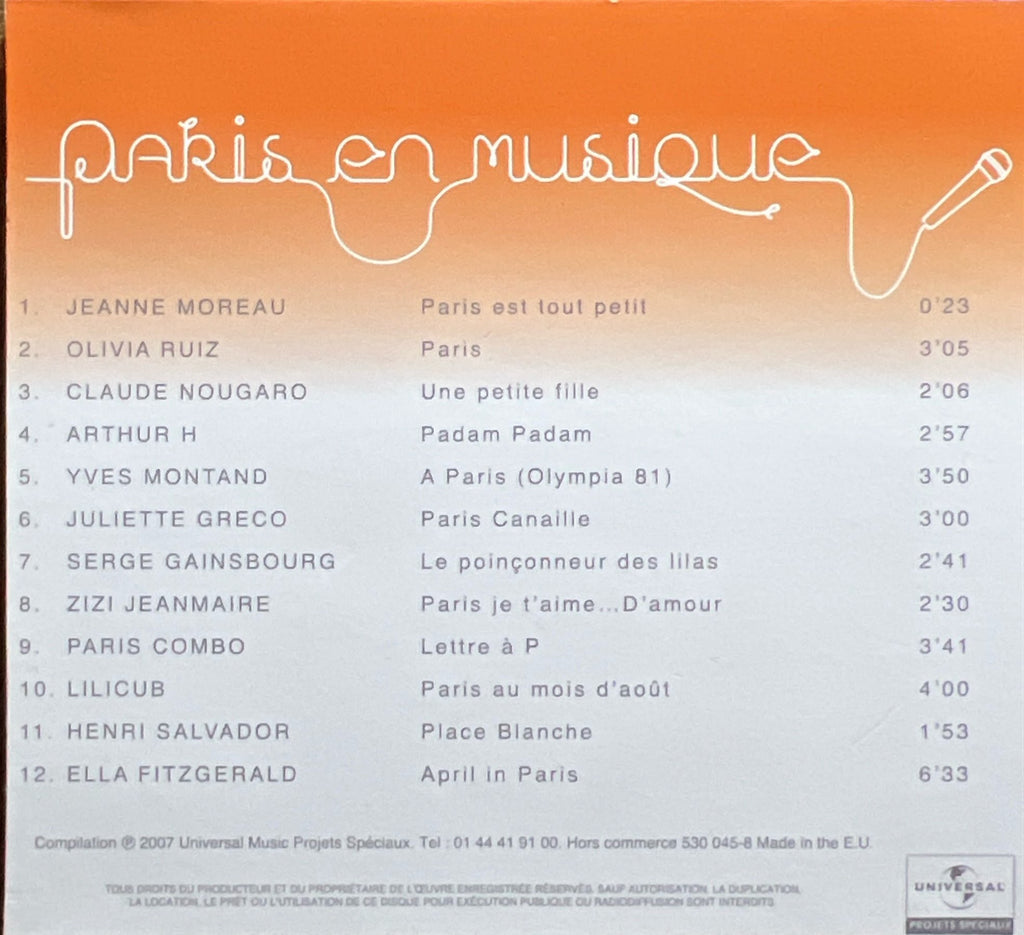 Paris en musique
1. JEANNE MOREAU Paris est tout petit 0'23
2. OLIVIA RUIZ Paris 3'05
3. CLAUDE NOUGARO Une petite fille 2'06
4. ARTHUR H Padam Padam 2'57
5. YVES MONTAND A Paris (Olympia 81) 3'50
6. JULIETTE GRECO Paris Canaille 3'00
7. SERGE GAINSBOURG Le poinçonneur des lilas 2'41
8. ZIZI JEANMAIRE Paris je t'aime...D'amour 2'30
9. PARIS COMBO Lettre à P 3'41
10. LILICUB Paris au mois d'août 4'00
11. HENRI SALVADOR Place Blanche 1'53
12. ELLA FITZGERALD April in Paris 6'33
Compilation ℗ 2007 Universal Music Projets Spéciaux. Tel : 01 44 41 91 00. Hors commerce 530 045-8 Made in the E.U.
TOUS DROITS DU PRODUCTEUR ET DU PROPRIÉTAIRE DE L'ŒUVRE ENREGISTRÉE RÉSERVÉS. SAUF AUTORISATION, LA DUPLICATION,
LA LOCATION, LE PRÊT OU L'UTILISATION DE CE DISQUE POUR EXÉCUTION PUBLIQUE OU RADIODIFFUSION SONT INTERDITS
UNIVERSAL
PROJETS SPECIAUX